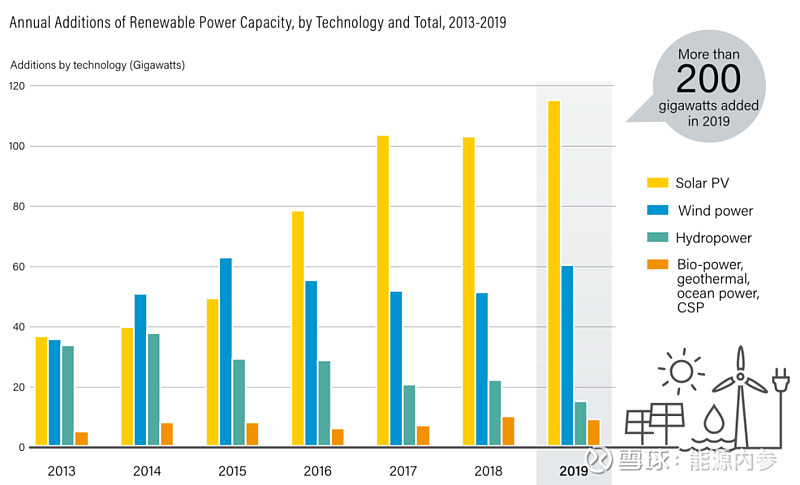 Annual Additions of Renewable Power Capacity, by Technology and Total, 2013-2019
Additions by technology (Gigawatts)
More than
200
gigawatts added
in 2019
120
100
80
60
40
20
0
Solar PV
Wind power
Hydropower
Bio-power,
geothermal,
ocean power,
CSP
2013
2014
2015
2016
2017
2018
2019
雪球：能源内参